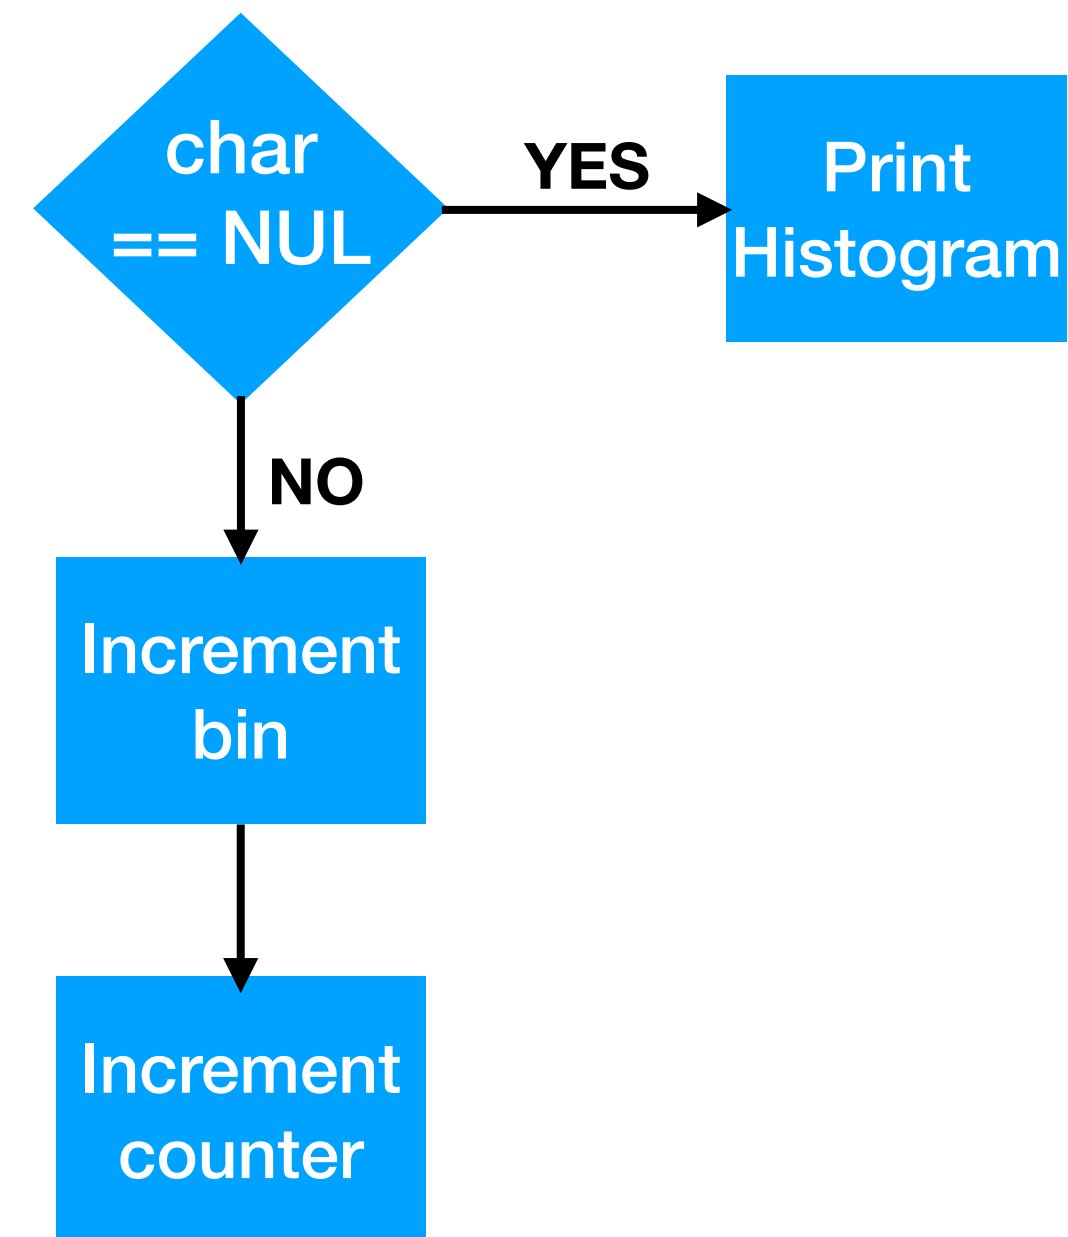 char
== NUL
YES
Print
Histogram
NO
Increment
bin
Increment
counter